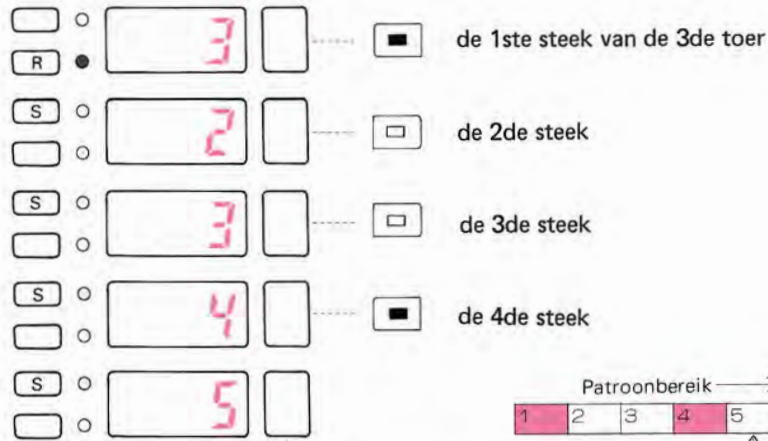 3 de 1ste steek van de 3de toer
R
S 2 de 2de steek
S 3 de 3de steek
S 4 de 4de steek
S 5
Patroonbereik
1 2 3 4 5